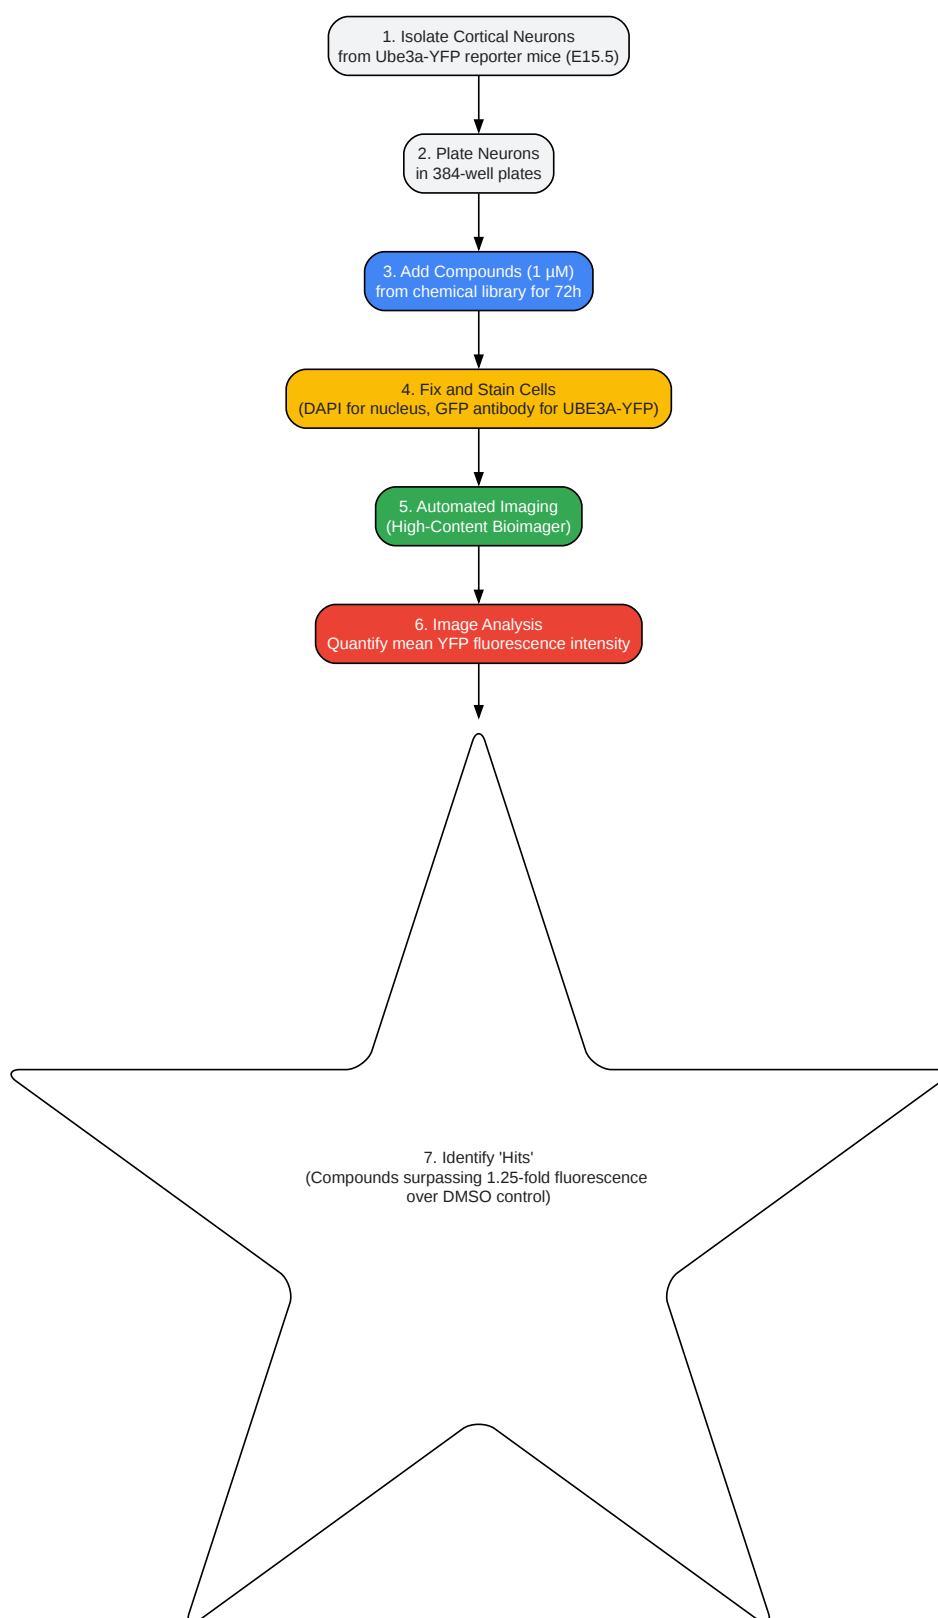 1. Isolate Cortical Neurons
from Ube3a-YFP reporter mice (E15.5)
2. Plate Neurons
in 384-well plates
3. Add Compounds (1 µM)
from chemical library for 72h
4. Fix and Stain Cells
(DAPI for nucleus, GFP antibody for UBE3A-YFP)
5. Automated Imaging
(High-Content Bioimager)
6. Image Analysis
Quantify mean YFP fluorescence intensity
7. Identify 'Hits'
(Compounds surpassing 1.25-fold fluorescence
over DMSO control)